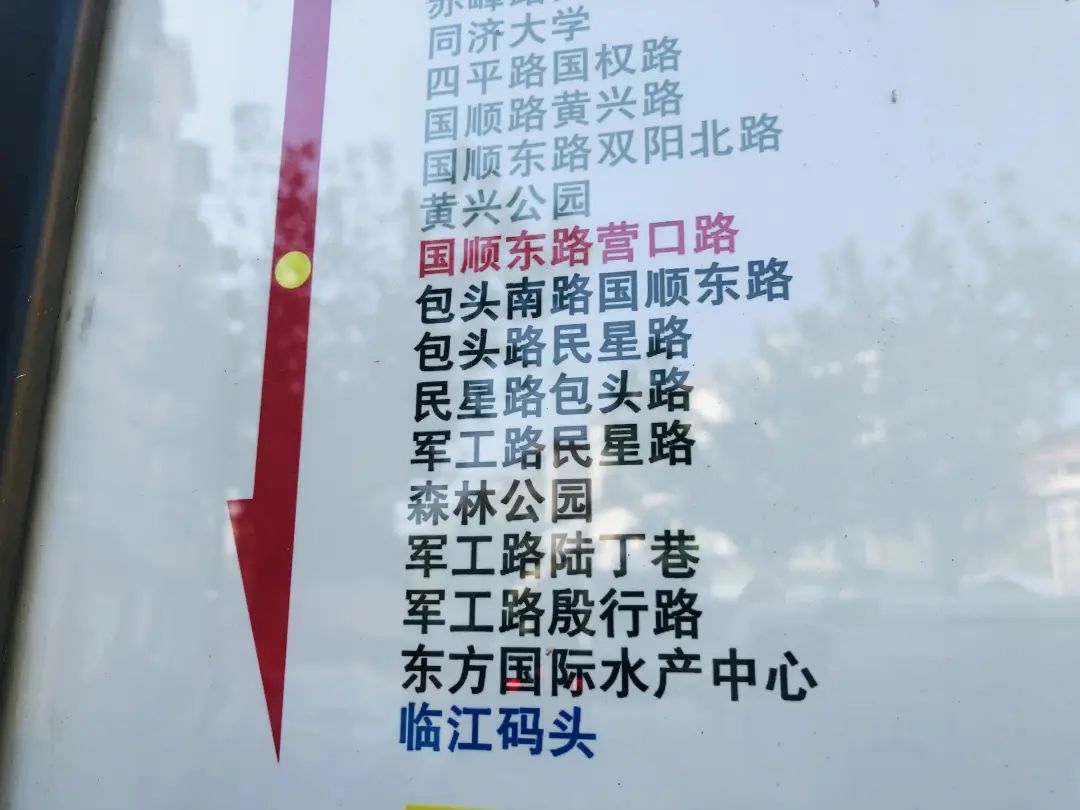 同济大学
四平路国权路
国顺路黄兴路
国顺东路双阳北路
黄兴公园
国顺东路营口路
包头南路国顺东路
包头路民星路
民星路包头路
军工路民星路
森林公园
军工路陆丁巷
军工路殷行路
东方国际水产中心
临江码头